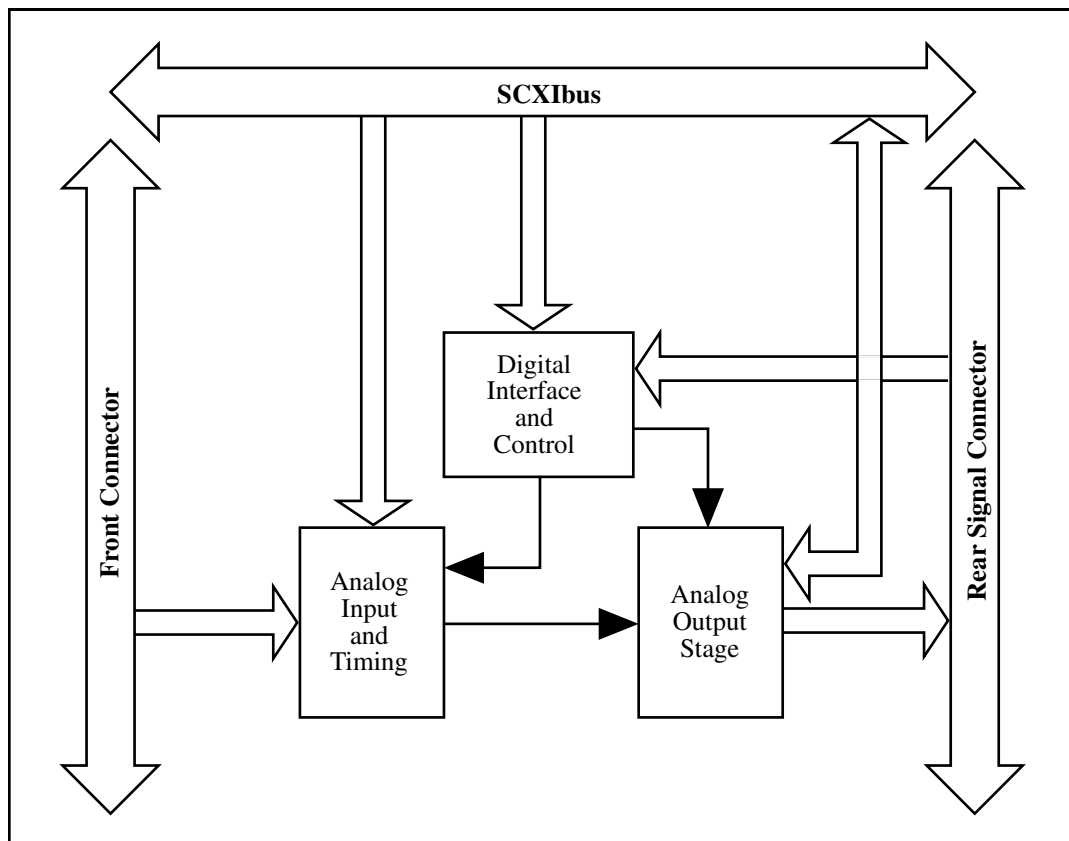 SCXIbus
Front Connector
Digital
Interface
and
Control
Rear Signal Connector
Analog
Input
and
Timing
Analog
Output
Stage